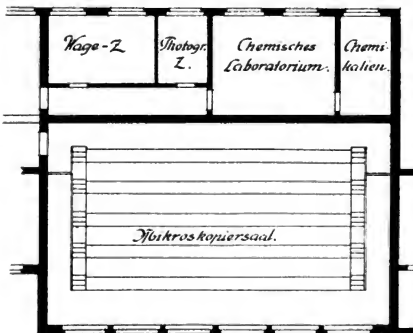 Wage-Z
Photogr.
Z.
Chemisches
Laboratorium.
Chemi-
kalien.
Mikroskopiersaal.